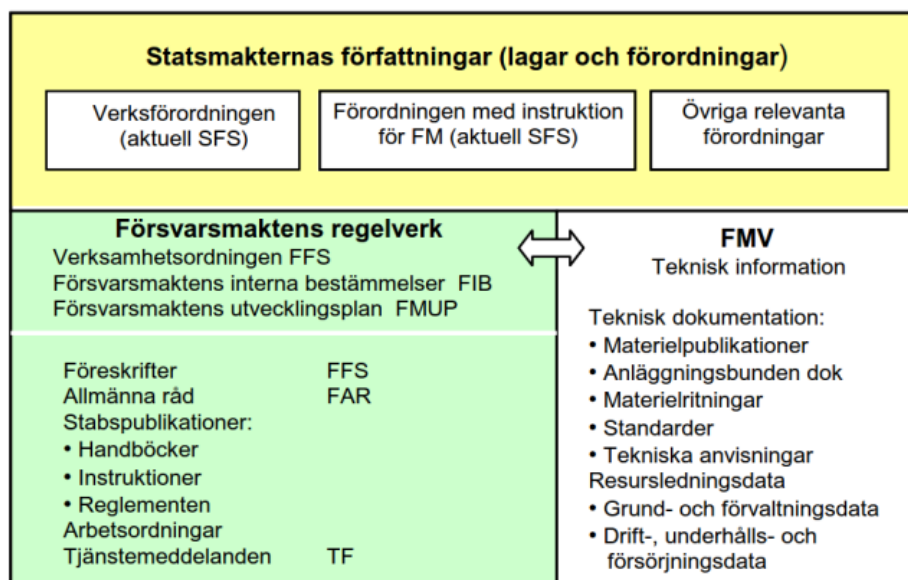 Statsmakternas författningar (lagar och förordningar)
Verksförordningen
(aktuell SFS)
Förordningen med instruktion
för FM (aktuell SFS)
Övriga relevanta
förordningar
Försvarsmaktens regelverk
Verksamhetsordningen FFS
Försvarsmaktens interna bestämmelser FIB
Försvarsmaktens utvecklingsplan FMUP
Föreskrifter FFS
Allmänna råd FAR
Stabspublikationer:
• Handböcker
• Instruktioner
• Reglementen
Arbetsordningar
Tjänstemeddelanden TF
FMV
Teknisk information
Teknisk dokumentation:
• Materielpublikationer
• Anläggningsbunden dok
• Materielritningar
• Standarder
• Tekniska anvisningar
Resursledningsdata
• Grund- och förvaltningsdata
• Drift-, underhålls- och
försörjningsdata